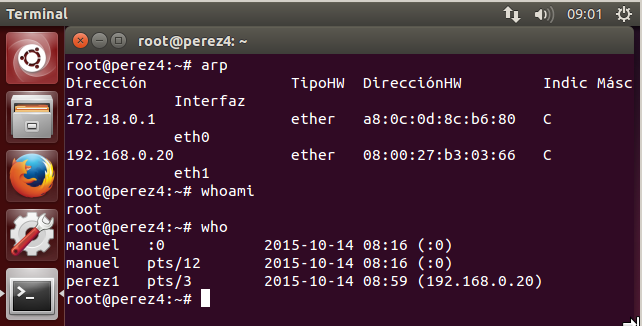 Terminal
09:01
root@perez4: ~
root@perez4:~# arp
Dirección                TipoHW  DirecciónHW         Indic Másc
ara         Interfaz
172.18.0.1               ether   a8:0c:0d:8c:b6:80   C
            eth0
192.168.0.20             ether   08:00:27:b3:03:66   C
            eth1
root@perez4:~# whoami
root
root@perez4:~# who
manuel   :0           2015-10-14 08:16 (:0)
manuel   pts/12       2015-10-14 08:16 (:0)
perez1   pts/3        2015-10-14 08:59 (192.168.0.20)
root@perez4:~#